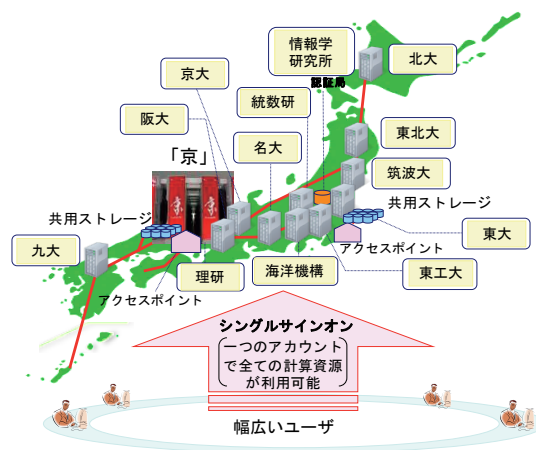 情報学
研究所
認証局
北大
京大
統数研
阪大
名大
東北大
「京」
筑波大
共用ストレージ
共用ストレージ
九大
東大
アクセスポイント
理研
海洋機構
東工大
アクセスポイント
シングルサインオン
一つのアカウント
で全ての計算資源
が利用可能
幅広いユーザ